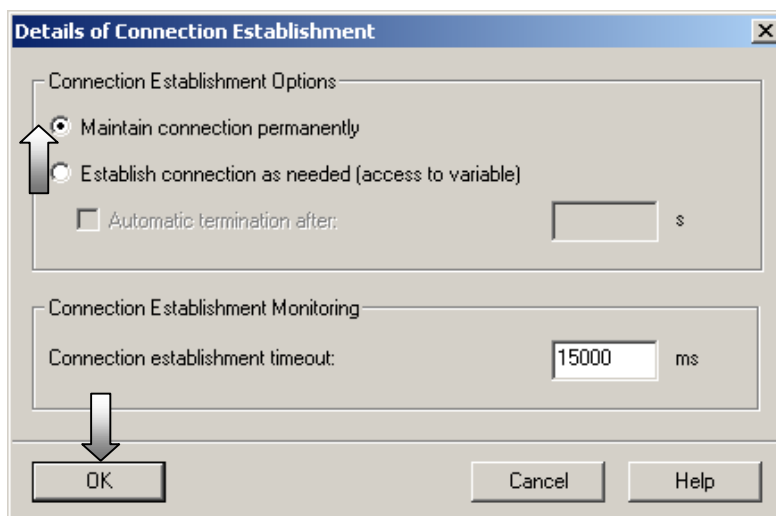 Details of Connection Establishment
Connection Establishment Options
Maintain connection permanently
Establish connection as needed (access to variable)
Automatic termination after: s
Connection Establishment Monitoring
Connection establishment timeout: 15000 ms
OK Cancel Help